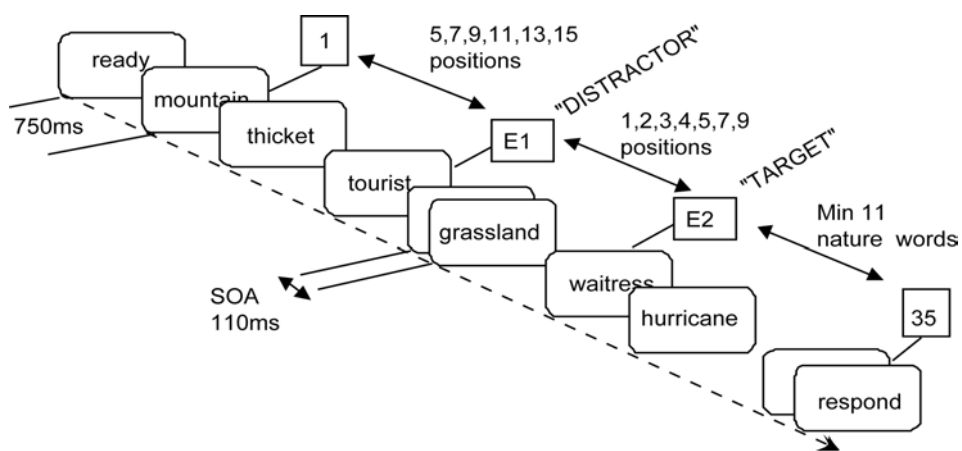 ready
1
5,7,9,11,13,15
positions
"DISTRACTOR"
750ms
mountain
thicket
E1
1,2,3,4,5,7,9
positions
"TARGET"
tourist
grassland
E2
Min 11
nature words
SOA
110ms
waitress
hurricane
35
respond